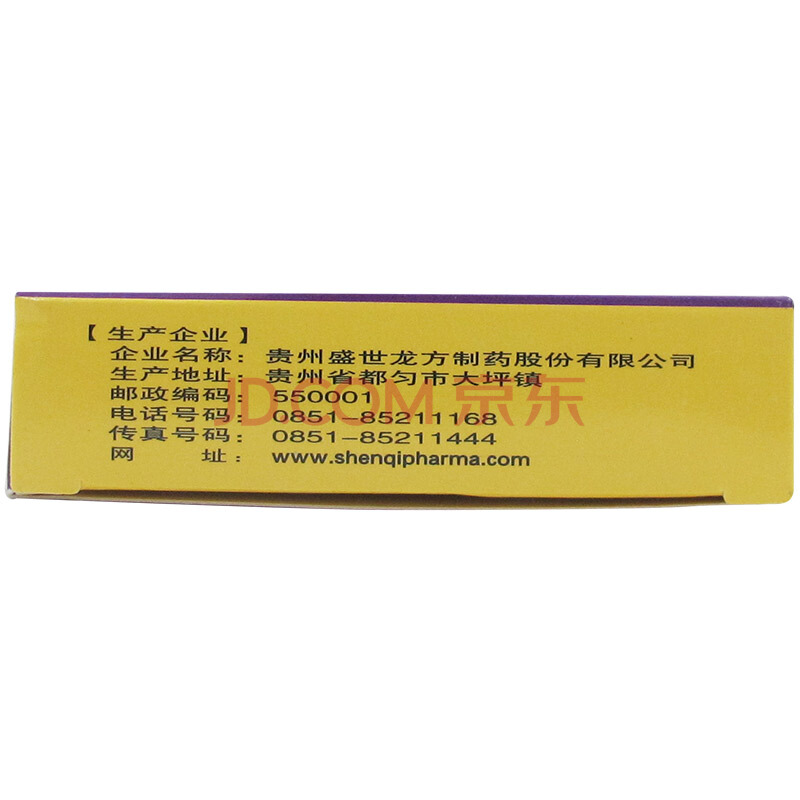 【 生产企业 】
企业名称： 贵州盛世龙方制药股份有限公司
生产地址： 贵州省都匀市大坪镇
邮政编码： 550001
电话号码： 0851-85211168
传真号码： 0851-85211444
网 址： www.shenqipharma.com
JD.COM 京东